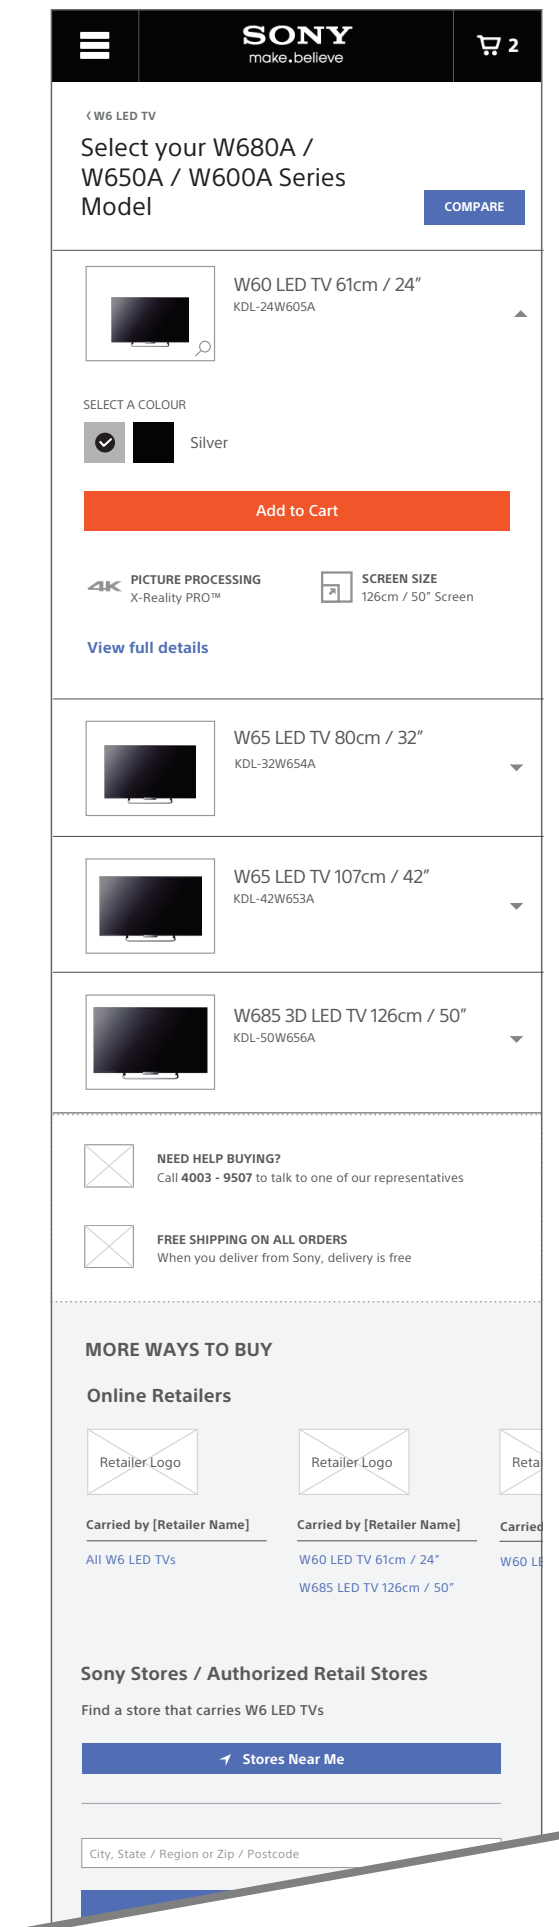 SONY
make.believe
2
‹ W6 LED TV
Select your W680A /
W650A / W600A Series
Model
COMPARE
W60 LED TV 61cm / 24”
KDL-24W605A
SELECT A COLOUR
Silver
Add to Cart
4K PICTURE PROCESSING
X-Reality PRO™
SCREEN SIZE
126cm / 50” Screen
View full details
W65 LED TV 80cm / 32”
KDL-32W654A
W65 LED TV 107cm / 42”
KDL-42W653A
W685 3D LED TV 126cm / 50”
KDL-50W656A
NEED HELP BUYING?
Call 4003 - 9507 to talk to one of our representatives
FREE SHIPPING ON ALL ORDERS
When you deliver from Sony, delivery is free
MORE WAYS TO BUY
Online Retailers
Retailer Logo
Carried by [Retailer Name]
All W6 LED TVs
Retailer Logo
Carried by [Retailer Name]
W60 LED TV 61cm / 24”
W685 LED TV 126cm / 50”
Retai
Carried
W60 LE
Sony Stores / Authorized Retail Stores
Find a store that carries W6 LED TVs
Stores Near Me
City, State / Region or Zip / Postcode